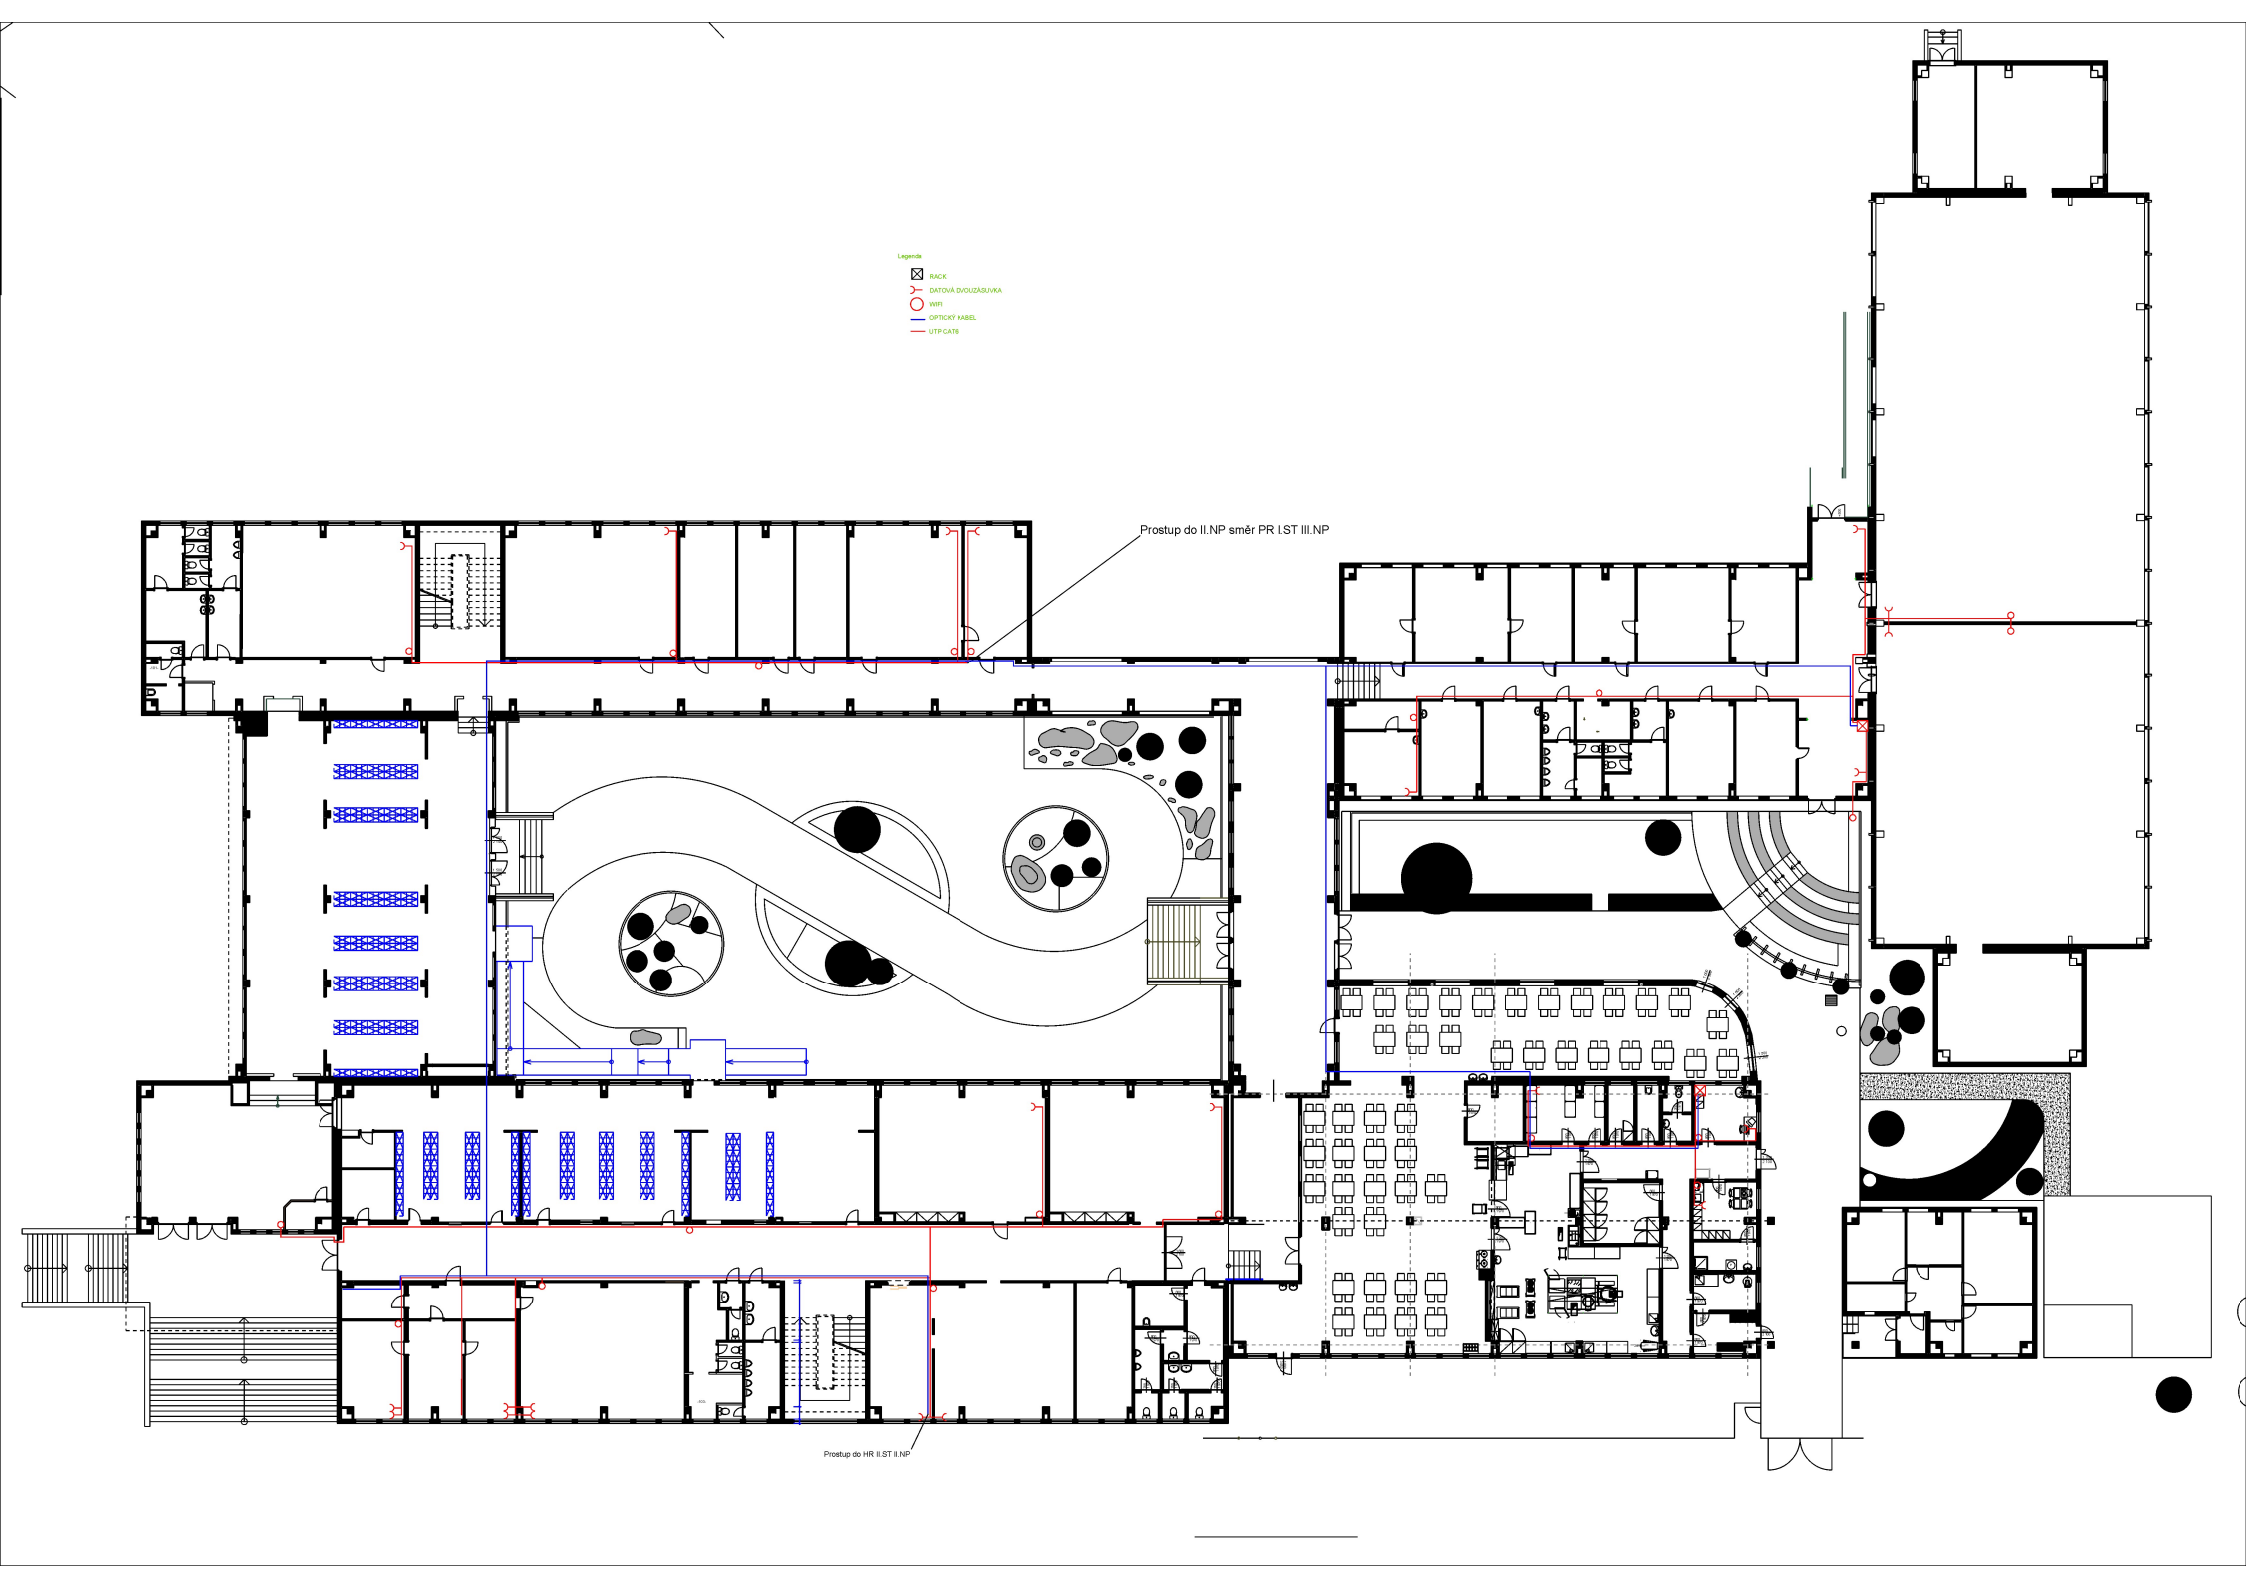 Legenda
RACK
DATOVÁ DVOUZÁSUVKA
WIFI
OPTICKÝ KABEL
UTP CAT6
Prostup do II.NP směr PR I.ST III.NP
Prostup do HR II.ST II.NP